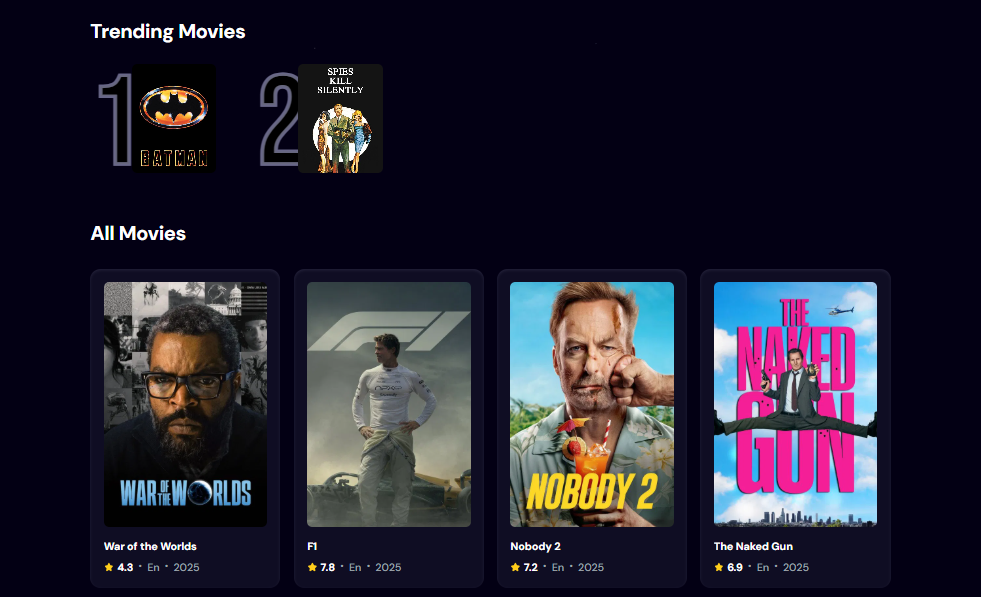 Trending Movies
1
BATMAN
2
SPIES
KILL
SILENTLY
All Movies
WAR OF THE WORLDS
F1
NOBODY 2
THE
NAKED
GUN
War of the Worlds
4.3 • En • 2025
F1
7.8 • En • 2025
Nobody 2
7.2 • En • 2025
The Naked Gun
6.9 • En • 2025